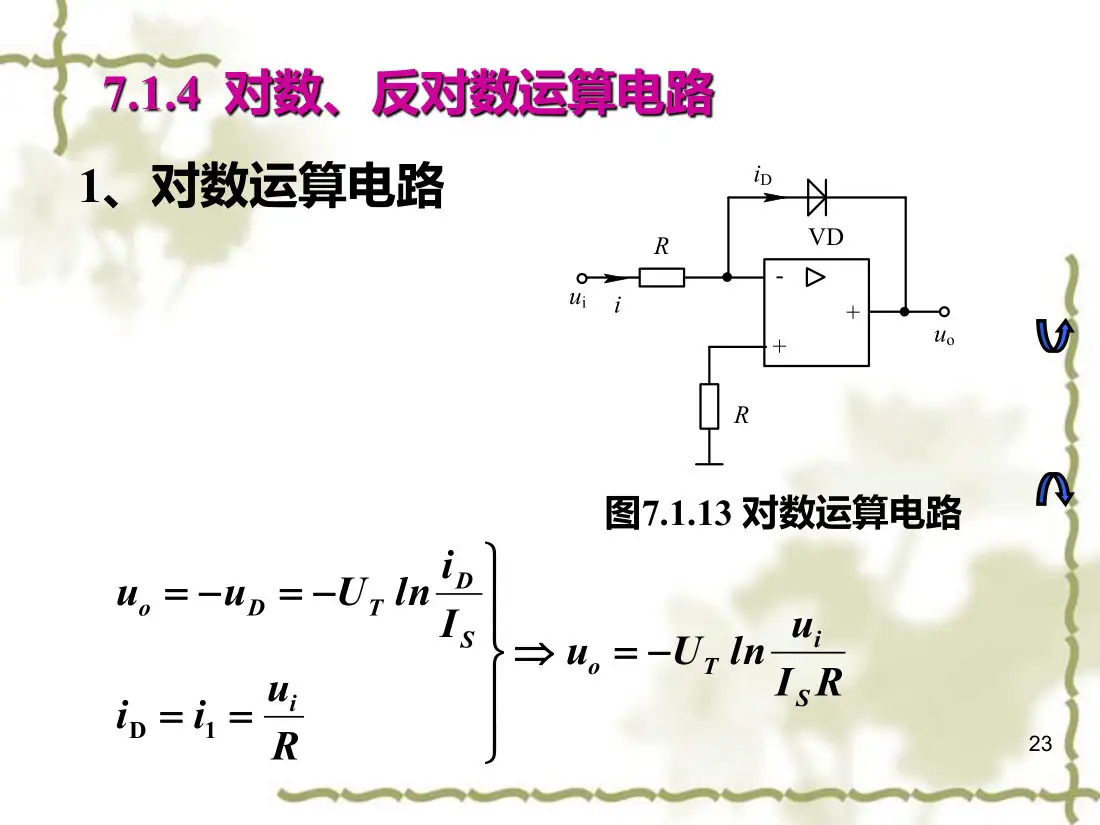 7.1.4 对数、反对数运算电路
1、对数运算电路
iD
VD
R
ui
i
-
+
+
uo
R
图7.1.13 对数运算电路
uo = −uD = −UT ln iD / IS
iD = i1 = ui / R
⇒ uo = −UT ln ui / IS R
23